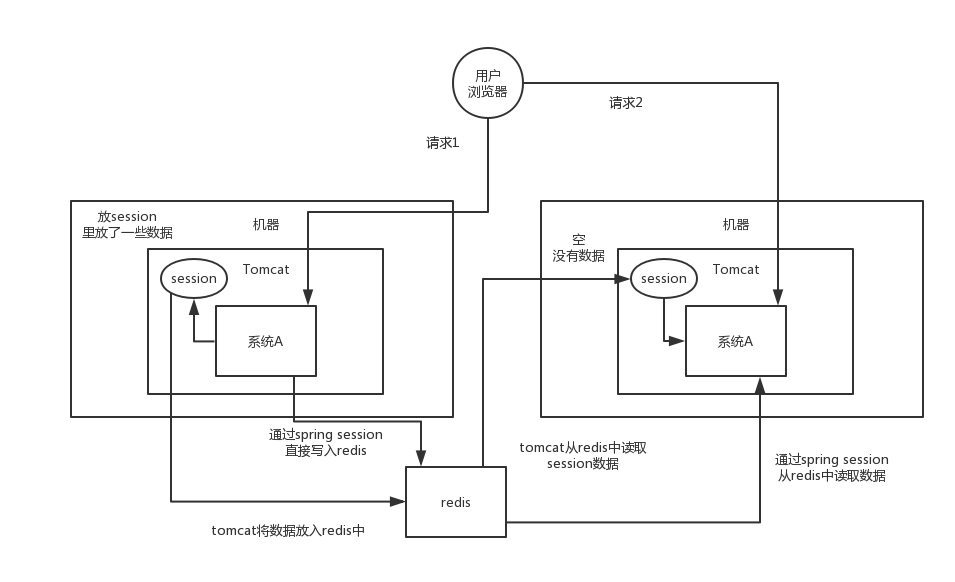 用户
浏览器
请求2
请求1
放session
里放了一些数据
机器
Tomcat
session
系统A
空
没有数据
机器
Tomcat
session
系统A
通过spring session
直接写入redis
tomcat从redis中读取
session数据
通过spring session
从redis中读取数据
redis
tomcat将数据放入redis中